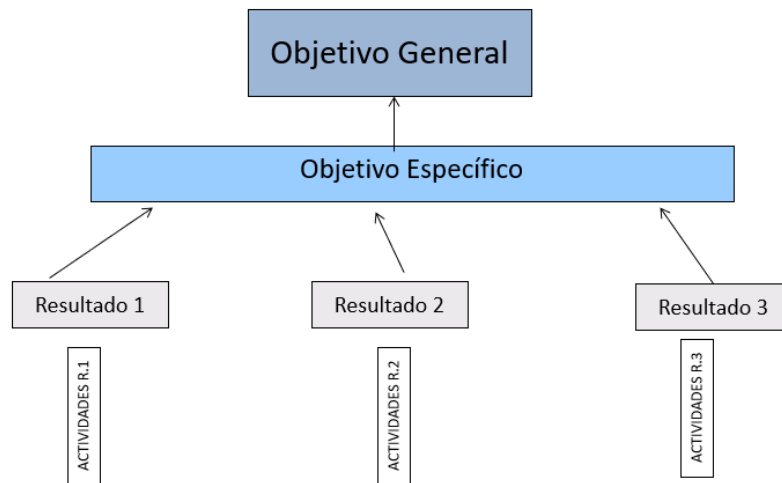 Objetivo General
Objetivo Específico
Resultado 1
Resultado 2
Resultado 3
ACTIVIDADES R.1
ACTIVIDADES R.2
ACTIVIDADES R.3